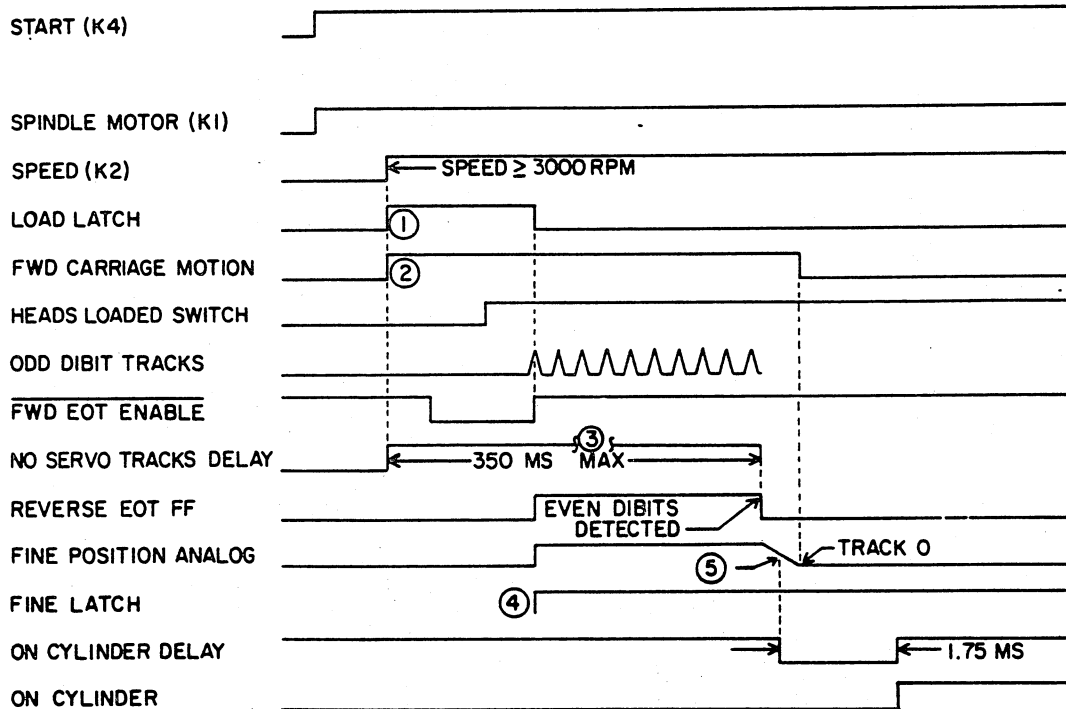 START (K4)
SPINDLE MOTOR (K1)
SPEED (K2)
SPEED ≥ 3000 RPM
LOAD LATCH
1
FWD CARRIAGE MOTION
2
HEADS LOADED SWITCH
ODD DIBIT TRACKS
FWD EOT ENABLE
NO SERVO TRACKS DELAY
350 MS
3
MAX
REVERSE EOT FF
EVEN DIBITS
DETECTED
FINE POSITION ANALOG
5
TRACK 0
FINE LATCH
4
ON CYLINDER DELAY
1.75 MS
ON CYLINDER